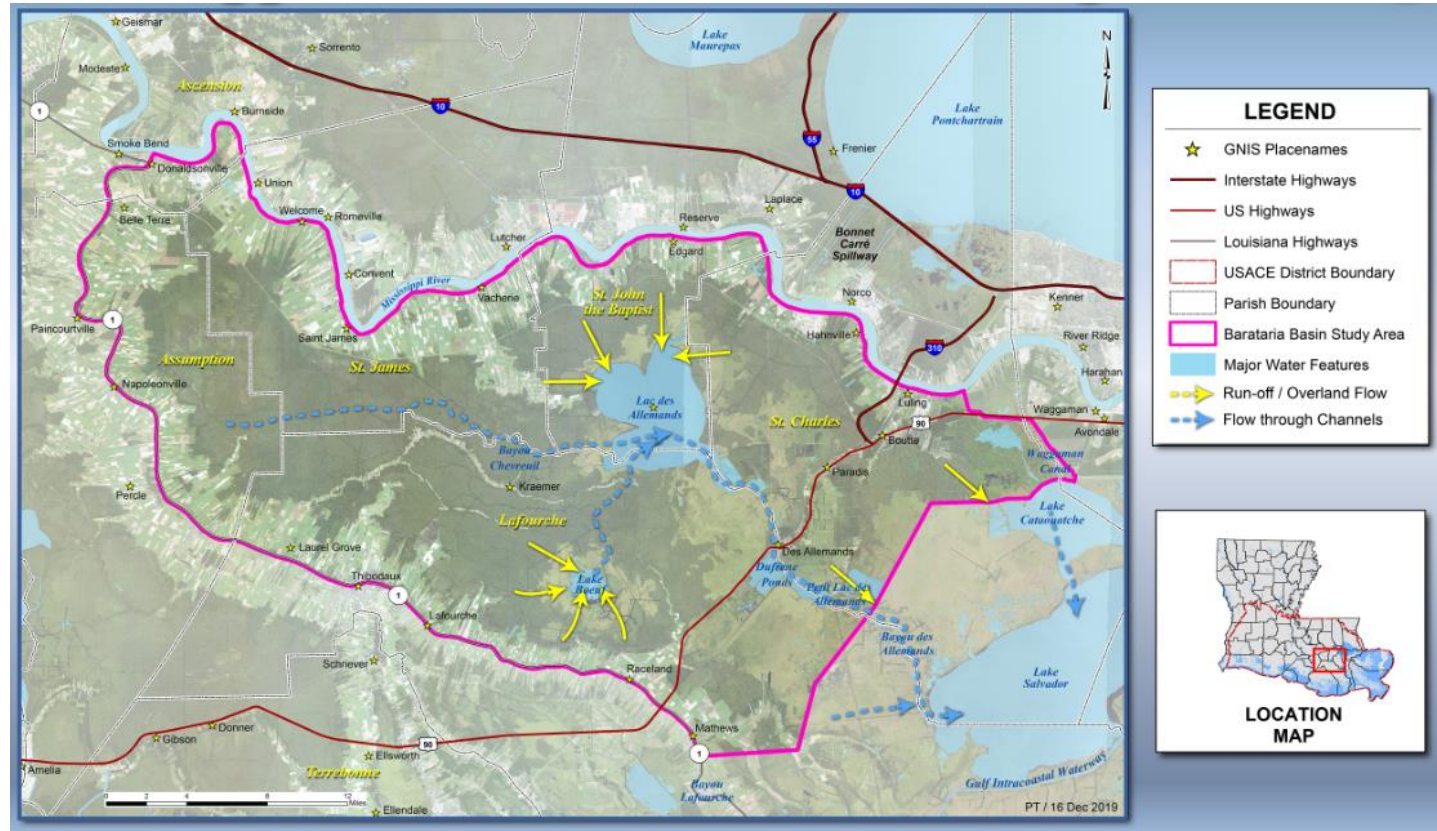 Geismar
Sorrento
Modeste
Ascension
Burnside
1
10
Smoke Bend
Donaldsonville
Union
Belle Terre
Welcome
Romeville
Convent
Mississippi River
Lutcher
Vacherie
Saint James
Reserve
Edgard
Laplace
Lake
Maurepas
55
Frenier
10
Lake
Pontchartrain
N
Bonnet
Carré
Spillway
Norco
Hahnville
Kenner
River Ridge
Harahan
310
Luling
Waggaman
Avondale
90
Boutte
Paradis
Waggaman
Canal
Lake
Cataouatche
St. John
the Baptist
Lac des
Allemands
St. Charles
Paincourtville
1
Assumption
St. James
Napoleonville
Bayou
Chevreuil
Kraemer
Percle
Lafourche
Laurel Grove
Thibodaux
1
Lafourche
Lake
Boeuf
Des Allemands
Dufrene
Ponds
Petit Lac des
Allemands
Bayou des
Allemands
Lake
Salvador
Schriever
Raceland
Mathews
1
Donner
Gibson
90
Ellsworth
Amelia
Terrebonne
Ellendale
Bayou
Lafourche
Gulf Intracoastal Waterway
0 2 4 8 12
Miles
PT / 16 Dec 2019
LEGEND
GNIS Placenames
Interstate Highways
US Highways
Louisiana Highways
USACE District Boundary
Parish Boundary
Barataria Basin Study Area
Major Water Features
Run-off / Overland Flow
Flow through Channels
LOCATION
MAP